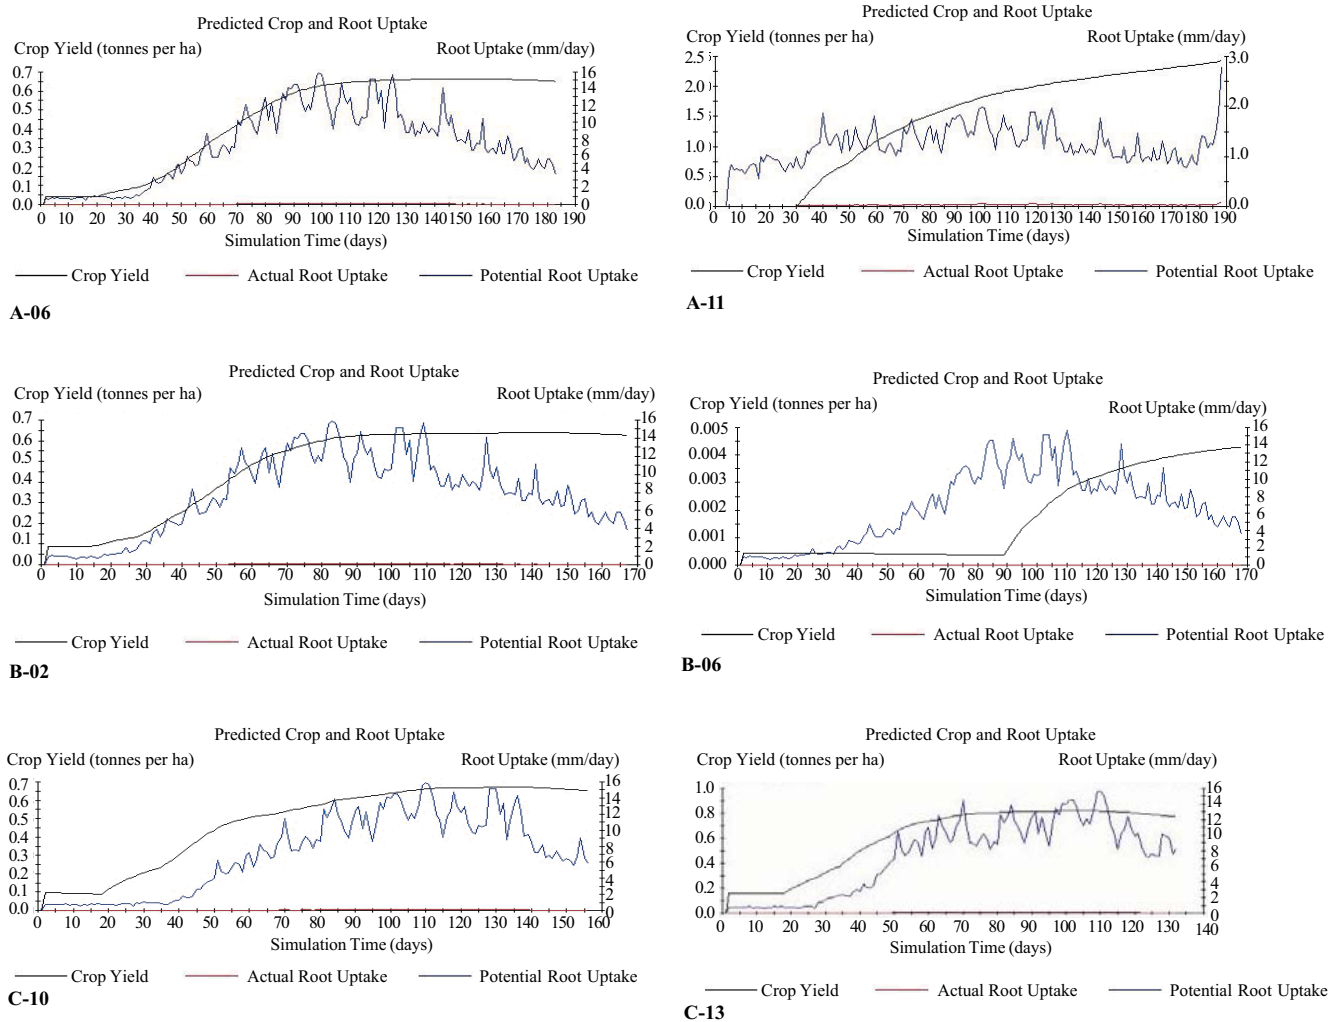 Predicted Crop and Root Uptake
Crop Yield (tonnes per ha) Root Uptake (mm/day)
0.7 0.6 0.5 0.4 0.3 0.2 0.1 0.0
16 14 12 10 8 6 4 2 0
0 10 20 30 40 50 60 70 80 90 100 110 120 130 140 150 160 170 180 190
Simulation Time (days)
Crop Yield Actual Root Uptake Potential Root Uptake
A-06
Predicted Crop and Root Uptake
Crop Yield (tonnes per ha) Root Uptake (mm/day)
2.5 2.0 1.5 1.0 0.5 0.0
3.0 2.0 1.0 0.0
0 10 20 30 40 50 60 70 80 90 100 110 120 130 140 150 160 170 180 190
Simulation Time (days)
Crop Yield Actual Root Uptake Potential Root Uptake
A-11
Predicted Crop and Root Uptake
Crop Yield (tonnes per ha) Root Uptake (mm/day)
0.7 0.6 0.5 0.4 0.3 0.2 0.1 0.0
16 14 12 10 8 6 4 2 0
0 10 20 30 40 50 60 70 80 90 100 110 120 130 140 150 160 170
Simulation Time (days)
Crop Yield Actual Root Uptake Potential Root Uptake
B-02
Predicted Crop and Root Uptake
Crop Yield (tonnes per ha) Root Uptake (mm/day)
0.005 0.004 0.003 0.002 0.001 0.000
16 14 12 10 8 6 4 2 0
0 10 20 30 40 50 60 70 80 90 100 110 120 130 140 150 160 170
Simulation Time (days)
Crop Yield Actual Root Uptake Potential Root Uptake
B-06
Predicted Crop and Root Uptake
Crop Yield (tonnes per ha) Root Uptake (mm/day)
0.7 0.6 0.5 0.4 0.3 0.2 0.1 0.0
16 14 12 10 8 6 4 2 0
0 10 20 30 40 50 60 70 80 90 100 110 120 130 140 150 160
Simulation Time (days)
Crop Yield Actual Root Uptake Potential Root Uptake
C-10
Predicted Crop and Root Uptake
Crop Yield (tonnes per ha) Root Uptake (mm/day)
1.0 0.8 0.6 0.4 0.2 0.0
16 14 12 10 8 6 4 2 0
0 10 20 30 40 50 60 70 80 90 100 110 120 130 140
Simulation Time (days)
Crop Yield Actual Root Uptake Potential Root Uptake
C-13